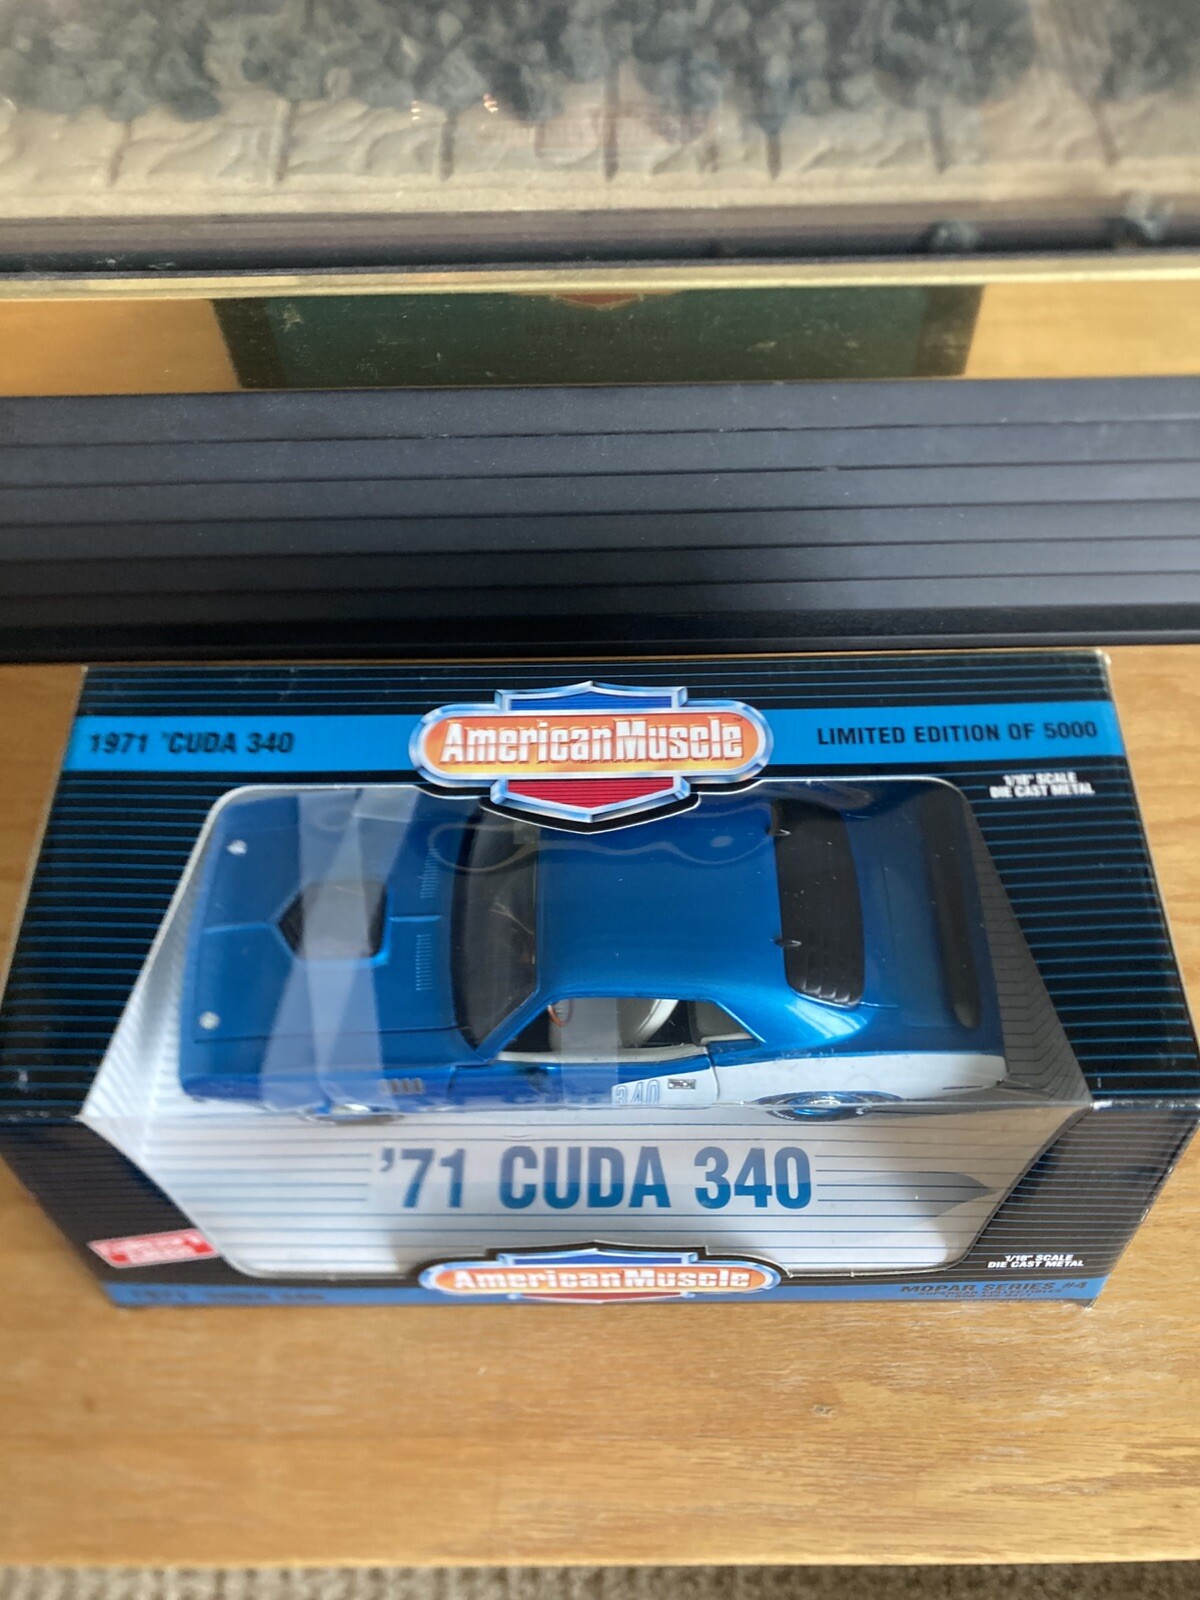 1971 'CUDA 340
AmericanMuscle™
LIMITED EDITION OF 5000
1/18" SCALE
DIE CAST METAL
340
'71 CUDA 340
1/18" SCALE
DIE CAST METAL
AmericanMuscle
MOPAR SERIES #4